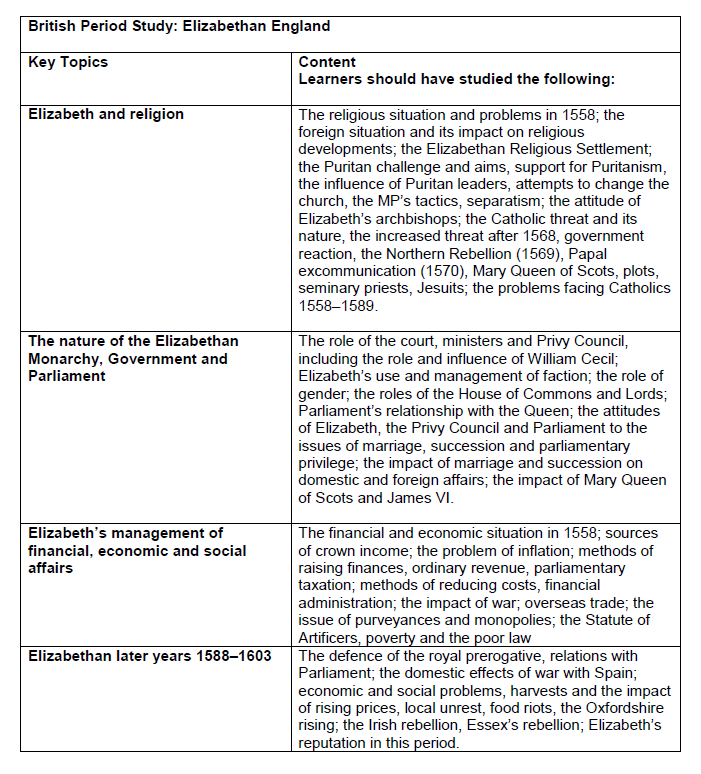 British Period Study: Elizabethan England
Key Topics
Content
Learners should have studied the following:
Elizabeth and religion
The religious situation and problems in 1558; the
foreign situation and its impact on religious
developments; the Elizabethan Religious Settlement;
the Puritan challenge and aims, support for Puritanism,
the influence of Puritan leaders, attempts to change the
church, the MP's tactics, separatism; the attitude of
Elizabeth's archbishops; the Catholic threat and its
nature, the increased threat after 1568, government
reaction, the Northern Rebellion (1569), Papal
excommunication (1570), Mary Queen of Scots, plots,
seminary priests, Jesuits; the problems facing Catholics
1558–1589.
The nature of the Elizabethan
Monarchy, Government and
Parliament
The role of the court, ministers and Privy Council,
including the role and influence of William Cecil;
Elizabeth's use and management of faction; the role of
gender; the roles of the House of Commons and Lords;
Parliament's relationship with the Queen; the attitudes
of Elizabeth, the Privy Council and Parliament to the
issues of marriage, succession and parliamentary
privilege; the impact of marriage and succession on
domestic and foreign affairs; the impact of Mary Queen
of Scots and James VI.
Elizabeth's management of
financial, economic and social
affairs
The financial and economic situation in 1558; sources
of crown income; the problem of inflation; methods of
raising finances, ordinary revenue, parliamentary
taxation; methods of reducing costs, financial
administration; the impact of war; overseas trade; the
issue of purveyances and monopolies; the Statute of
Artificers, poverty and the poor law
Elizabethan later years 1588–1603
The defence of the royal prerogative, relations with
Parliament; the domestic effects of war with Spain;
economic and social problems, harvests and the impact
of rising prices, local unrest, food riots, the Oxfordshire
rising; the Irish rebellion, Essex's rebellion; Elizabeth's
reputation in this period.